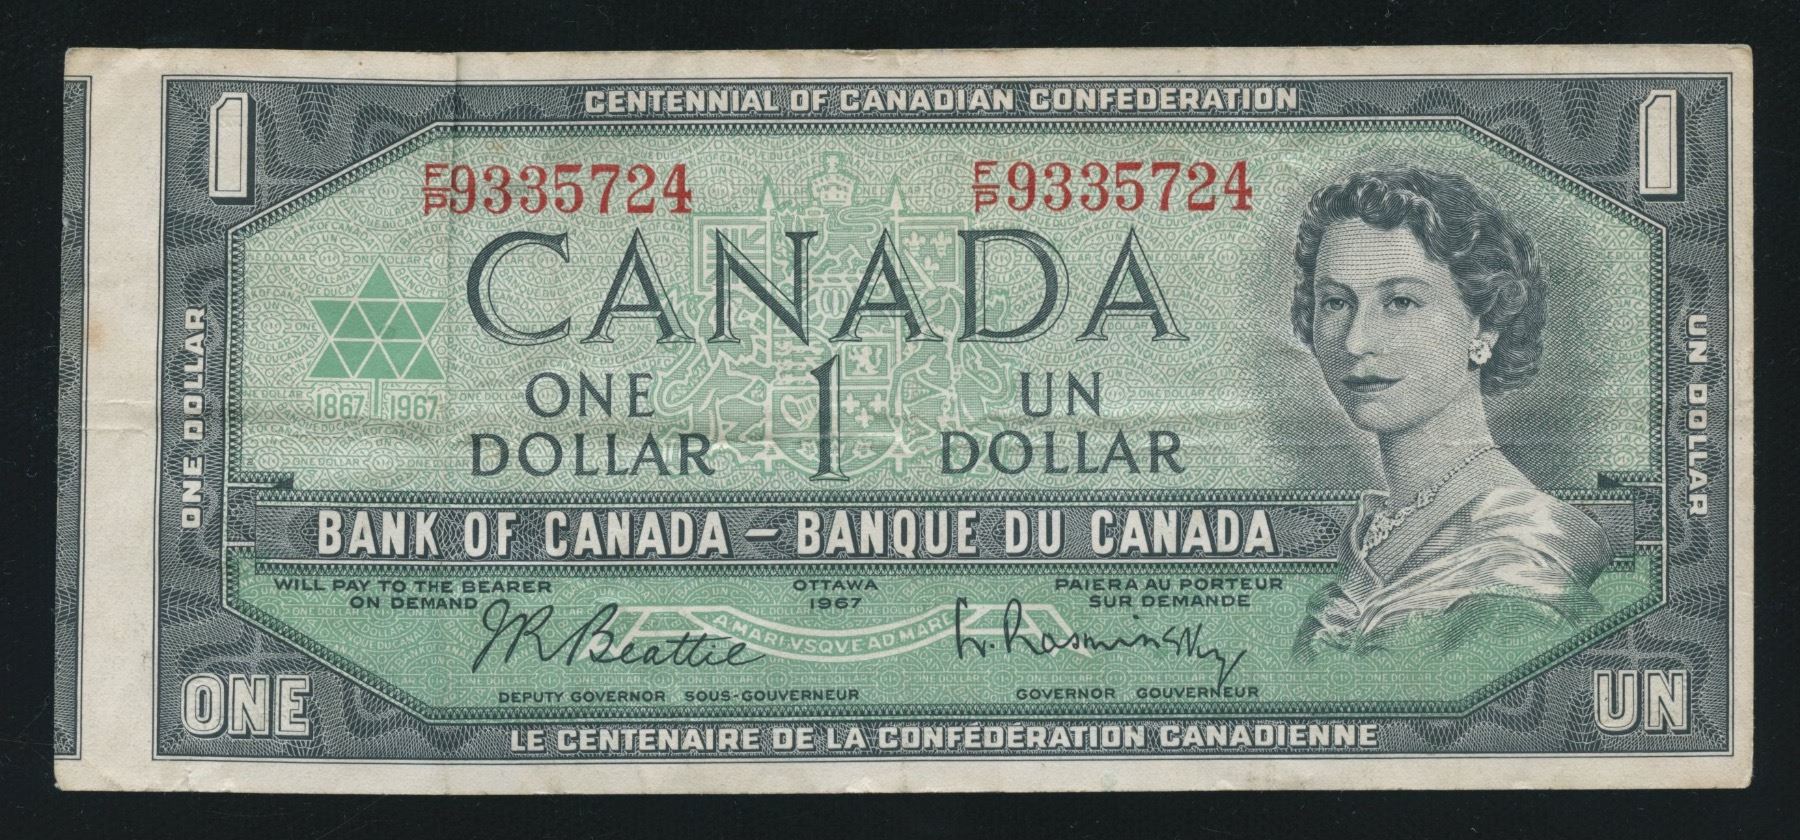 CENTENNIAL OF CANADIAN CONFEDERATION
1 1
F/P 9335724 F/P 9335724
CANADA
1867 1967
ONE DOLLAR
1
UN DOLLAR
ONE DOLLAR
UN DOLLAR
BANK OF CANADA – BANQUE DU CANADA
WILL PAY TO THE BEARER
ON DEMAND
OTTAWA
1967
PAIERA AU PORTEUR
SUR DEMANDE
A MARI VSQVE AD MARE
J R Beattie
L. Rasminsky
DEPUTY GOVERNOR SOUS-GOUVERNEUR
GOVERNOR GOUVERNEUR
ONE UN
LE CENTENAIRE DE LA CONFÉDÉRATION CANADIENNE